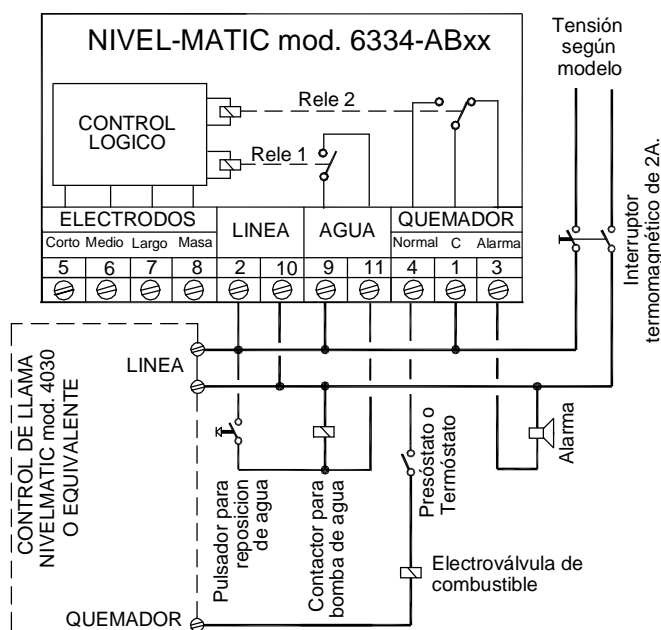 NIVEL-MATIC mod. 6334-ABxx
Tensión
según
modelo
CONTROL
LOGICO
Rele 2
Rele 1
ELECTRODOS
LINEA
AGUA
QUEMADOR
Corto Medio Largo Masa
Normal C Alarma
5 6 7 8 2 10 9 11 4 1 3
Interruptor
termomagnético de 2A.
CONTROL DE LLAMA
NIVELMATIC mod. 4030
O EQUIVALENTE
LINEA
Pulsador para
reposicion
de agua
Contactor para
bomba de agua
Presóstato o
Termóstato
Alarma
Electroválvula de
combustible
QUEMADOR